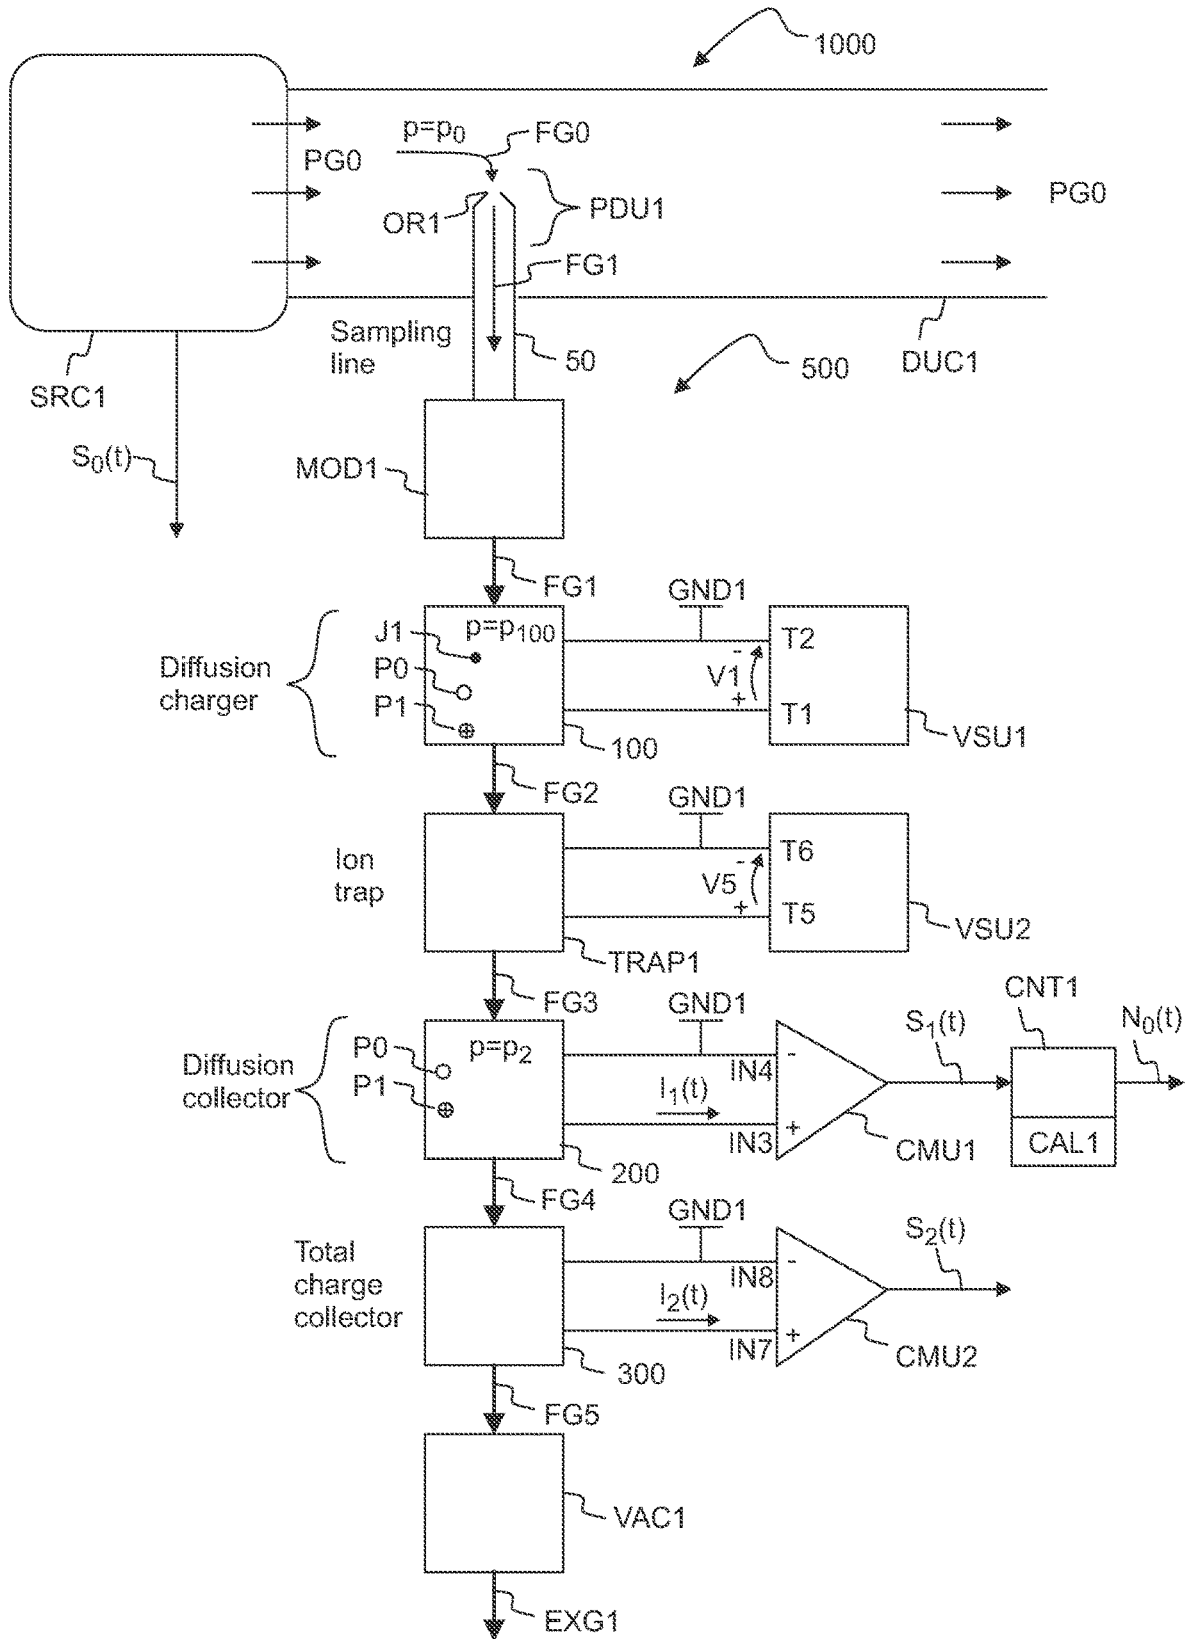 1000
p=p0
FG0
PG0
PG0
OR1
PDU1
FG1
Sampling
line
50
500
DUC1
SRC1
S0(t)
MOD1
FG1
GND1
p=p100
T2
J1
-
Diffusion
charger
P0
V1
P1
+
T1
100
VSU1
FG2
GND1
Ion
trap
T6
-
V5
+
T5
VSU2
TRAP1
FG3
GND1
CNT1
S1(t)
N0(t)
Diffusion
collector
P0
p=p2
IN4
-
P1
I1(t)
IN3
+
CMU1
CAL1
200
FG4
GND1
S2(t)
Total
charge
collector
IN8
-
I2(t)
IN7
+
CMU2
300
FG5
VAC1
EXG1